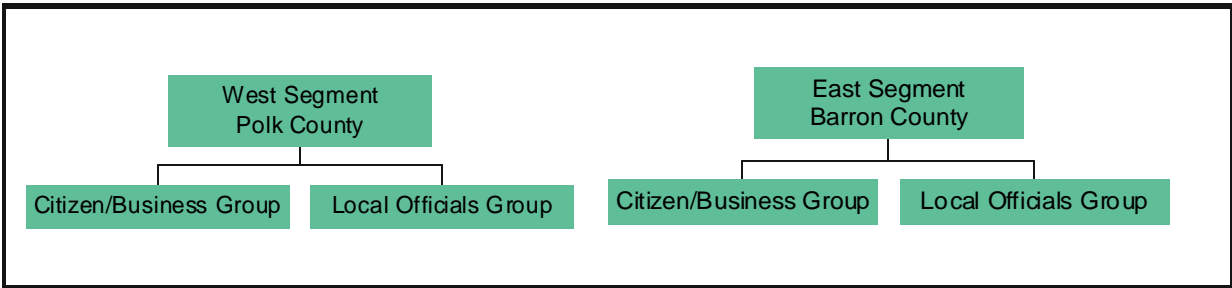 West Segment
Polk County
Citizen/Business Group
Local Officials Group
East Segment
Barron County
Citizen/Business Group
Local Officials Group